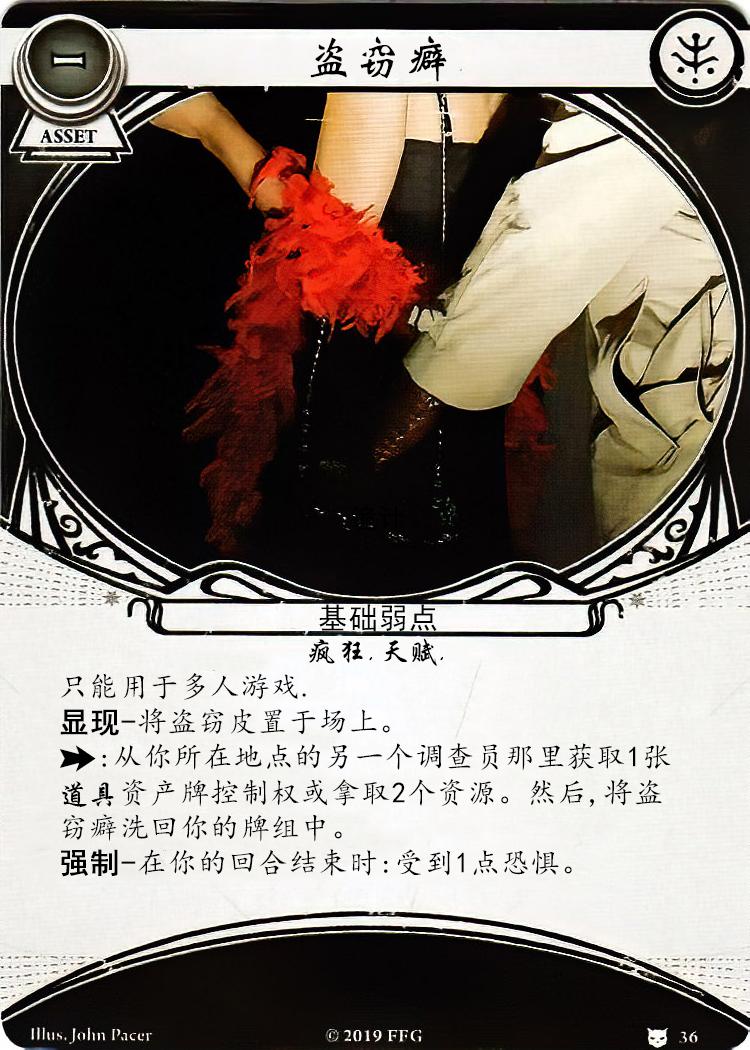 盗窃癖
ASSET
基础弱点
疯狂.天赋.
只能用于多人游戏.
显现–将盗窃皮置于场上。
:从你所在地点的另一个调查员那里获取1张
道具资产牌控制权或拿取2个资源。然后,将盗
窃癖洗回你的牌组中。
强制–在你的回合结束时:受到1点恐惧。
Illus. John Pacer
© 2019 FFG
36